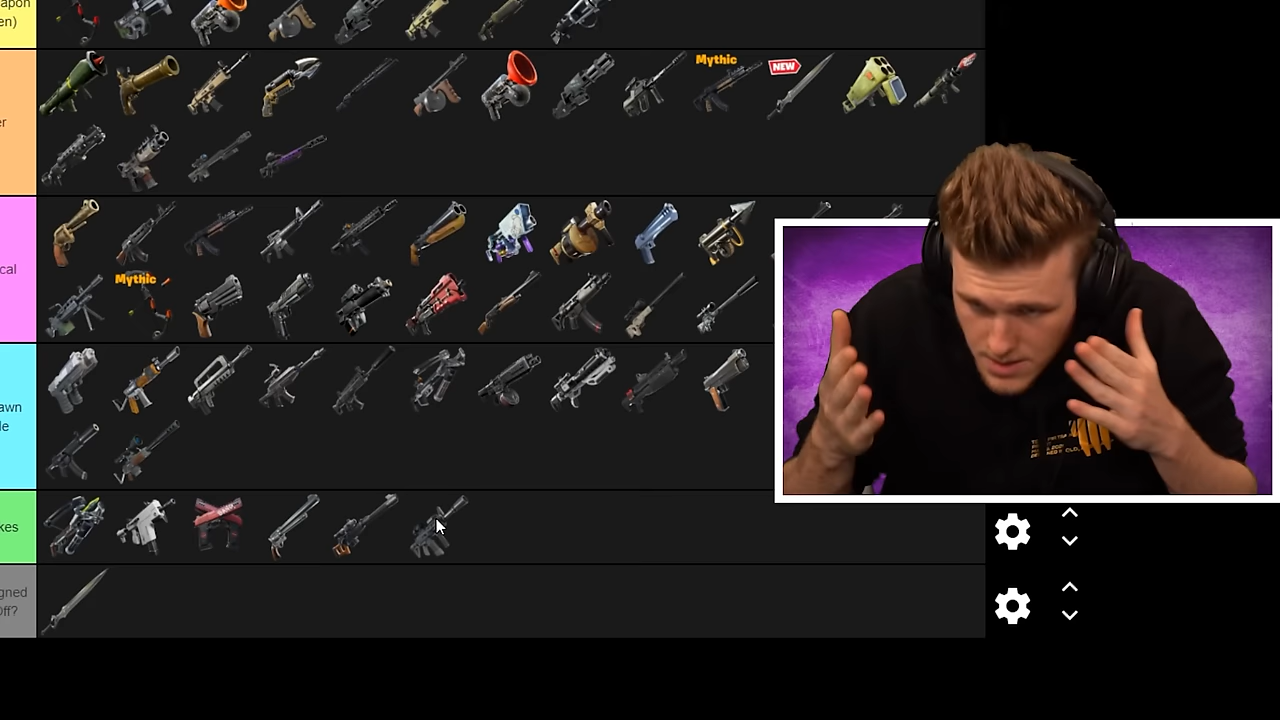 apon
en)
er
Mythic
NEW
cal
Mythic
awn
le
kes
gned
Off?